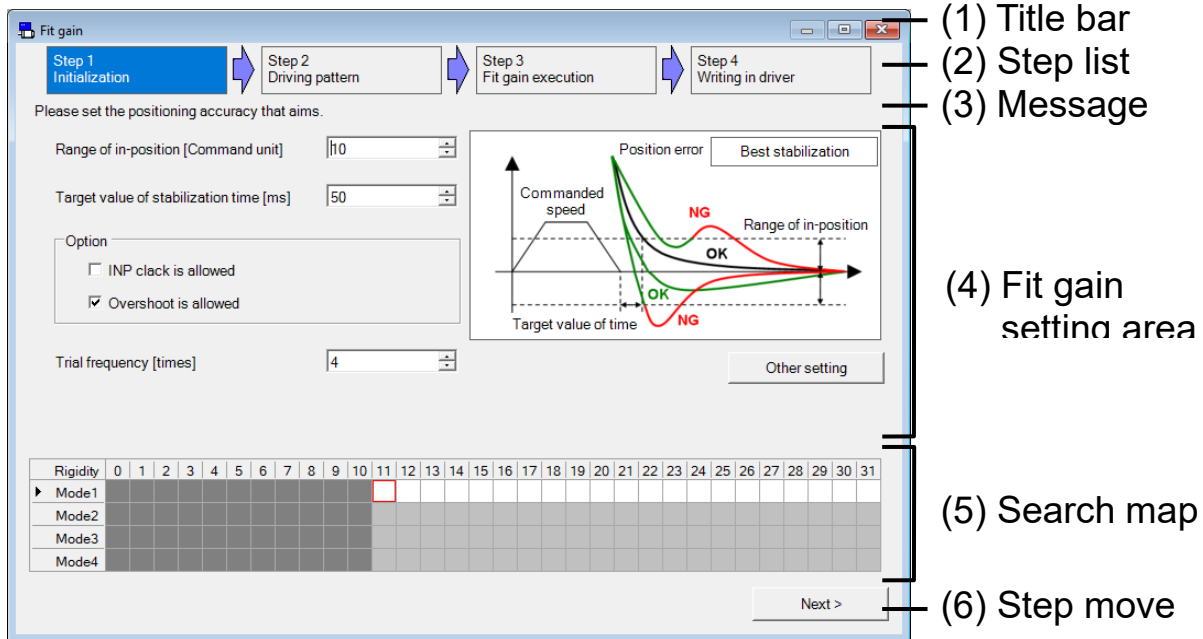 Fit gain
(1) Title bar
Step 1
Initialization
Step 2
Driving pattern
Step 3
Fit gain execution
Step 4
Writing in driver
(2) Step list
Please set the positioning accuracy that aims.
(3) Message
Range of in-position [Command unit]
10
Target value of stabilization time [ms]
50
Option
INP clack is allowed
Overshoot is allowed
Trial frequency [times]
4
Position error
Best stabilization
Commanded
speed
NG
Range of in-position
OK
OK
Target value of time
NG
Other setting
(4) Fit gain
setting area
Rigidity 0 1 2 3 4 5 6 7 8 9 10 11 12 13 14 15 16 17 18 19 20 21 22 23 24 25 26 27 28 29 30 31
Mode1
Mode2
Mode3
Mode4
(5) Search map
Next >
(6) Step move